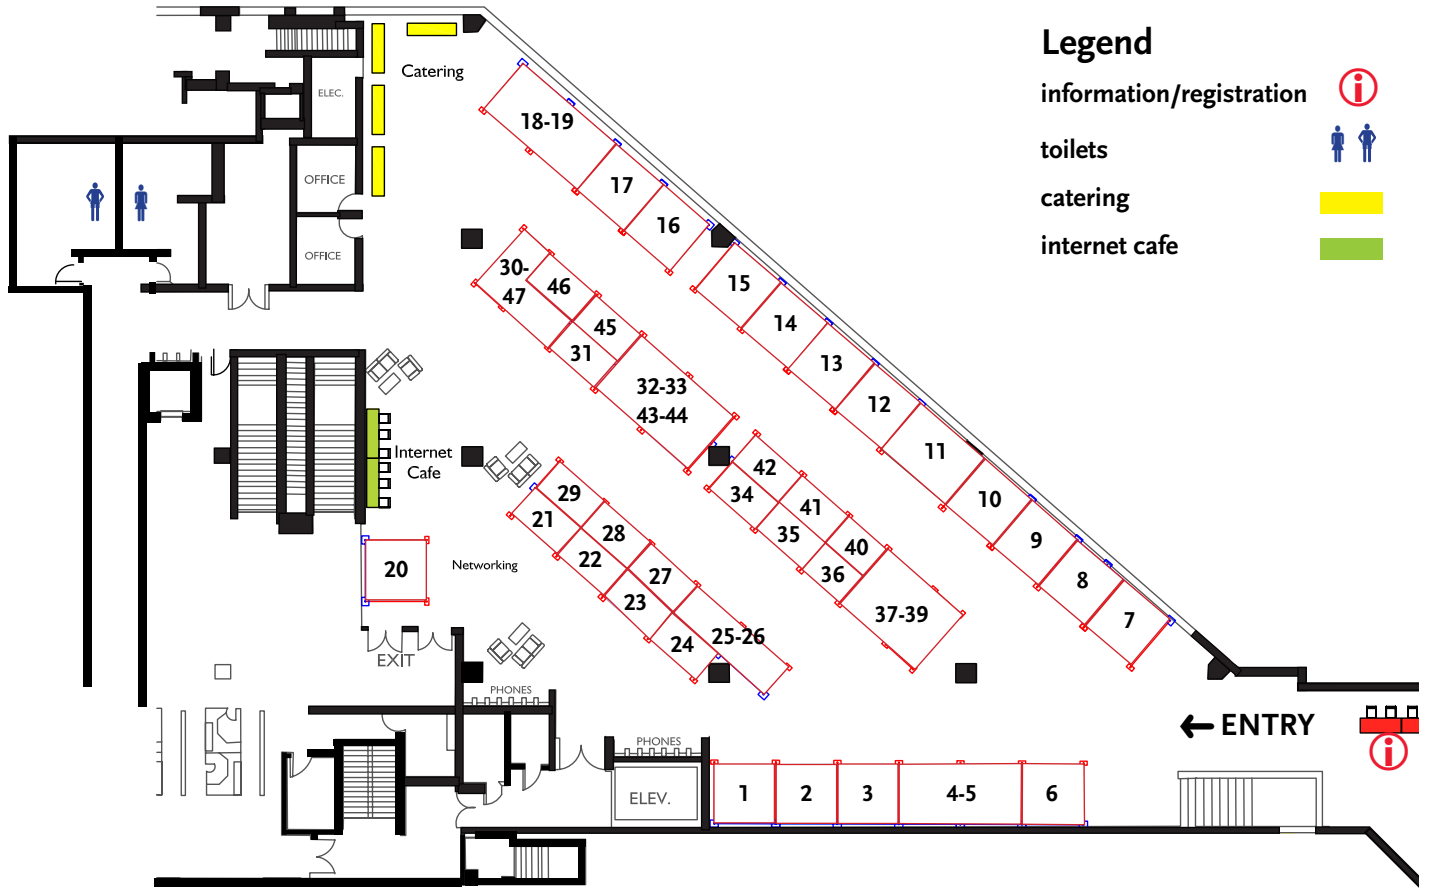 Legend
information/registration
toilets
catering
internet cafe
Catering
ELEC.
OFFICE
OFFICE
18-19
17
16
15
14
13
12
11
10
9
8
7
30-
47
46
45
31
32-33
43-44
42
34
41
35
40
36
37-39
Internet
Cafe
29
21
28
22
27
23
25-26
24
20
Networking
EXIT
PHONES
PHONES
ELEV.
1
2
3
4-5
6
← ENTRY